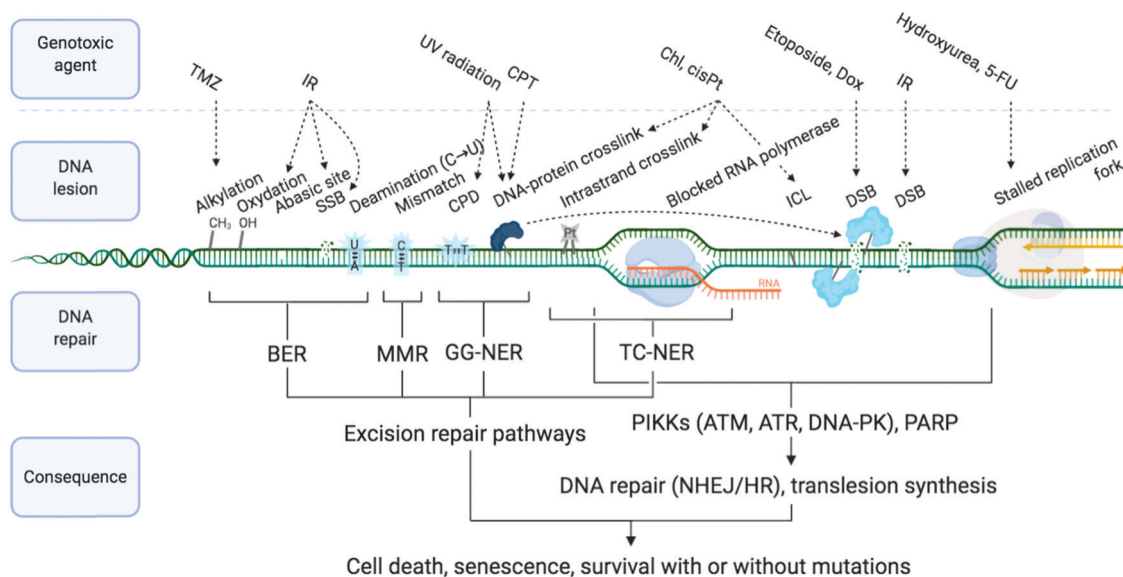 Genotoxic
agent
TMZ
IR
UV radiation
CPT
Chl, cisPt
Etoposide, Dox
IR
Hydroxyurea, 5-FU
DNA
lesion
Alkylation
Oxydation
Abasic site
SSB
Deamination (C→U)
Mismatch
CPD
DNA-protein crosslink
Intrastrand crosslink
Blocked RNA polymerase
ICL
DSB
DSB
Stalled replication
fork
CH₃
OH
U
A
C
T
T
T
Pt
RNA
DNA
repair
BER
MMR
GG-NER
TC-NER
Excision repair pathways
PIKKs (ATM, ATR, DNA-PK), PARP
Consequence
DNA repair (NHEJ/HR), translesion synthesis
Cell death, senescence, survival with or without mutations